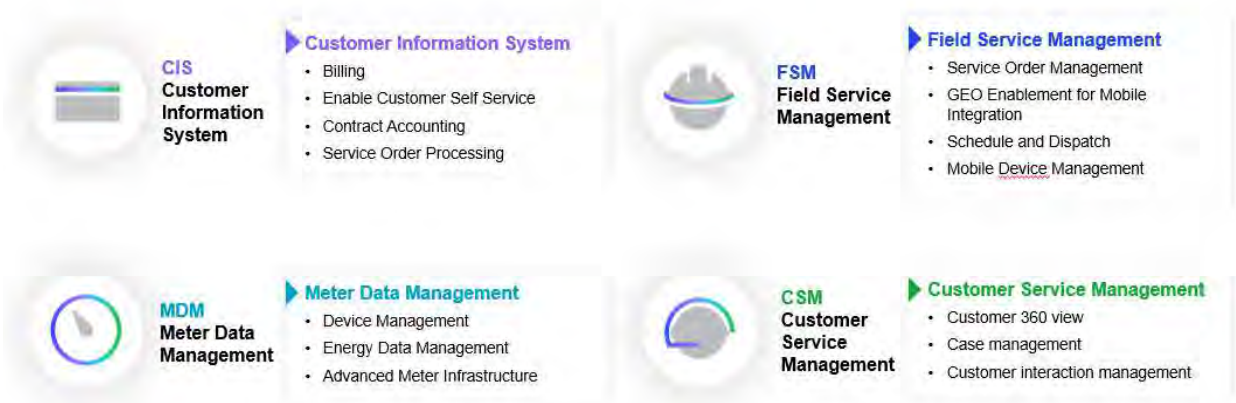 CIS
Customer
Information
System
Customer Information System
• Billing
• Enable Customer Self Service
• Contract Accounting
• Service Order Processing
FSM
Field Service
Management
Field Service Management
• Service Order Management
• GEO Enablement for Mobile
Integration
• Schedule and Dispatch
• Mobile Device Management
MDM
Meter Data
Management
Meter Data Management
• Device Management
• Energy Data Management
• Advanced Meter Infrastructure
CSM
Customer
Service
Management
Customer Service Management
• Customer 360 view
• Case management
• Customer interaction management